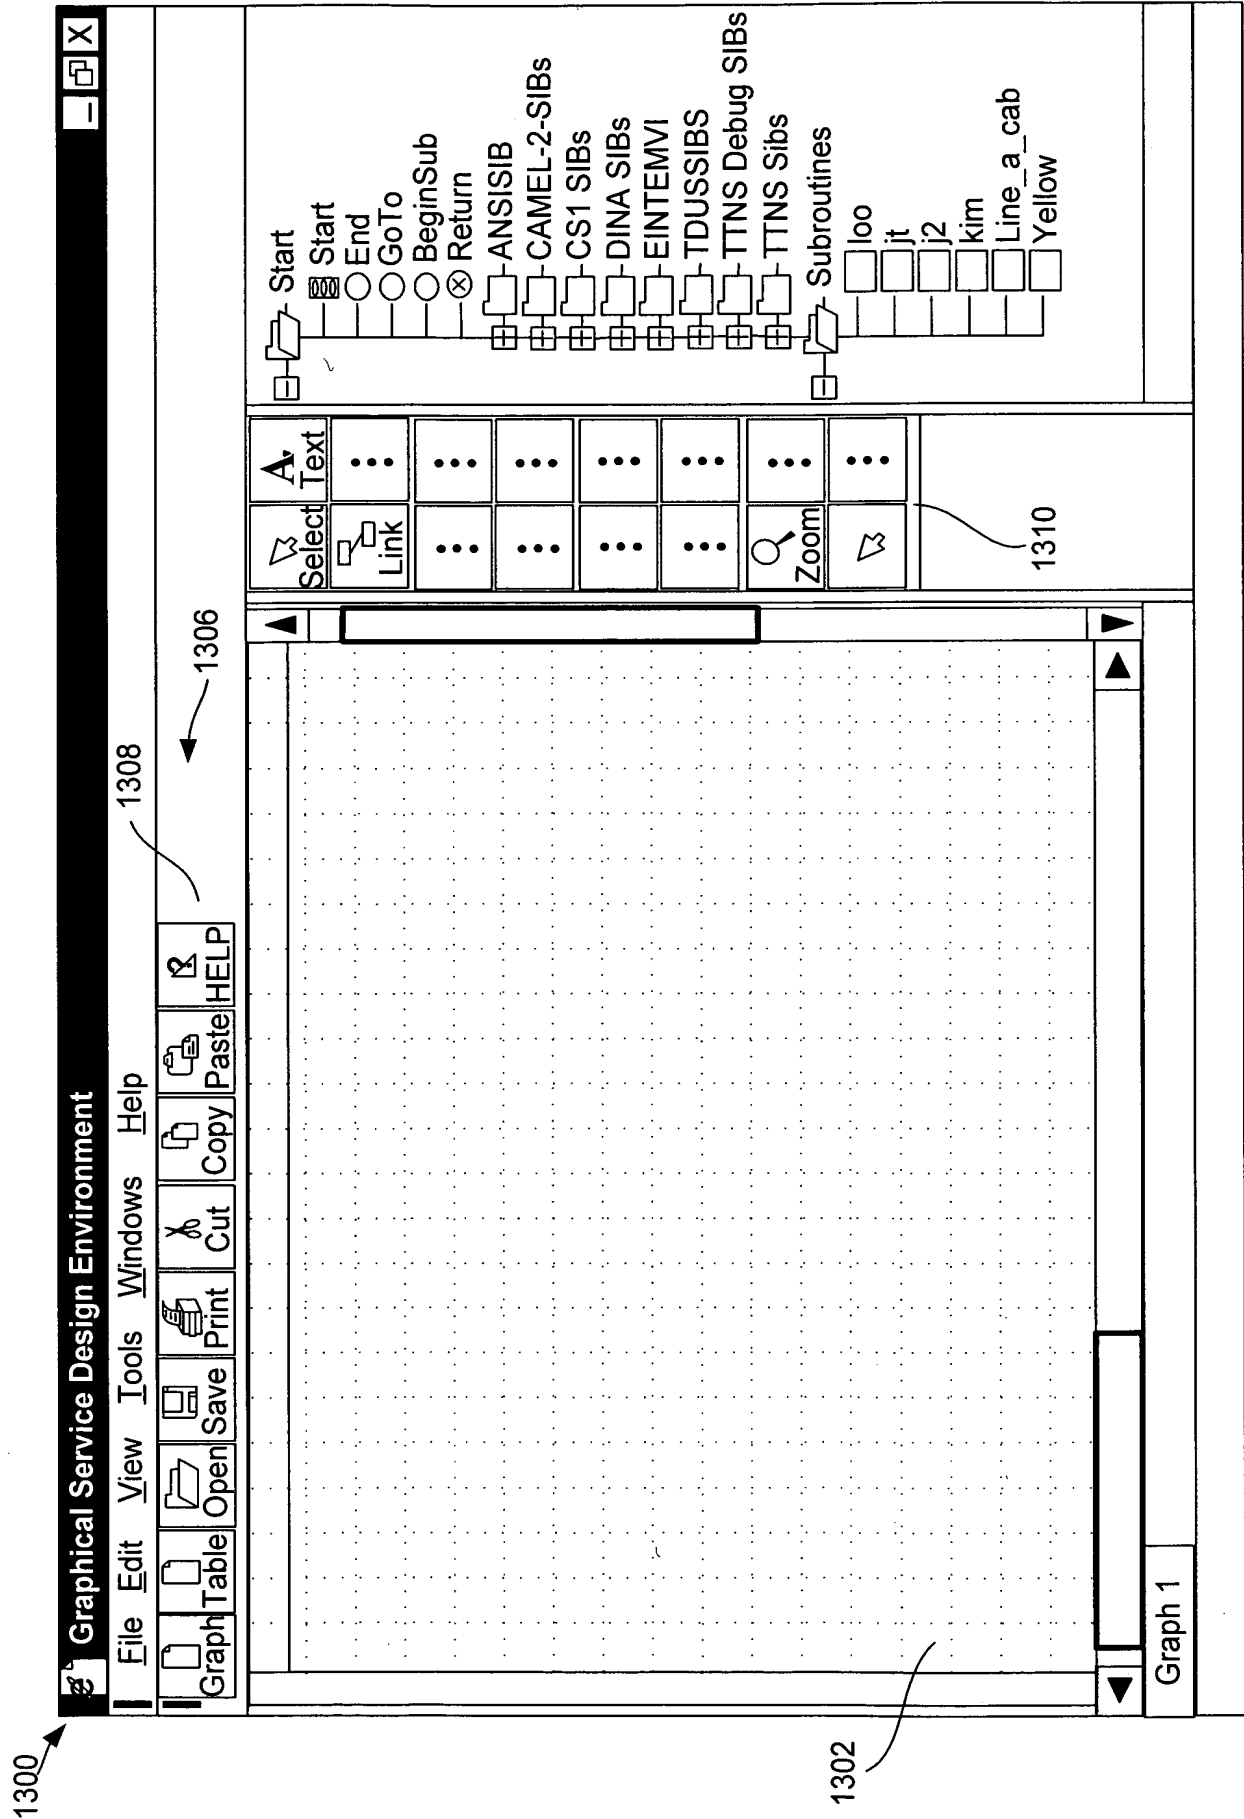 1300
Graphical Service Design Environment
X
File Edit View Tools Windows Help
1308
1306
Graph Table Open Save Print Cut Copy Paste HELP
Select Text
Link
Zoom
1310
Start
Start
End
GoTo
BeginSub
Return
ANSISIB
CAMEL-2-SIBs
CS1 SIBs
DINA SIBs
EINTEMVI
TDUSSIBS
TTNS Debug SIBs
TTNS Sibs
Subroutines
loo
jt
j2
kim
Line_a_cab
Yellow
1302
Graph 1